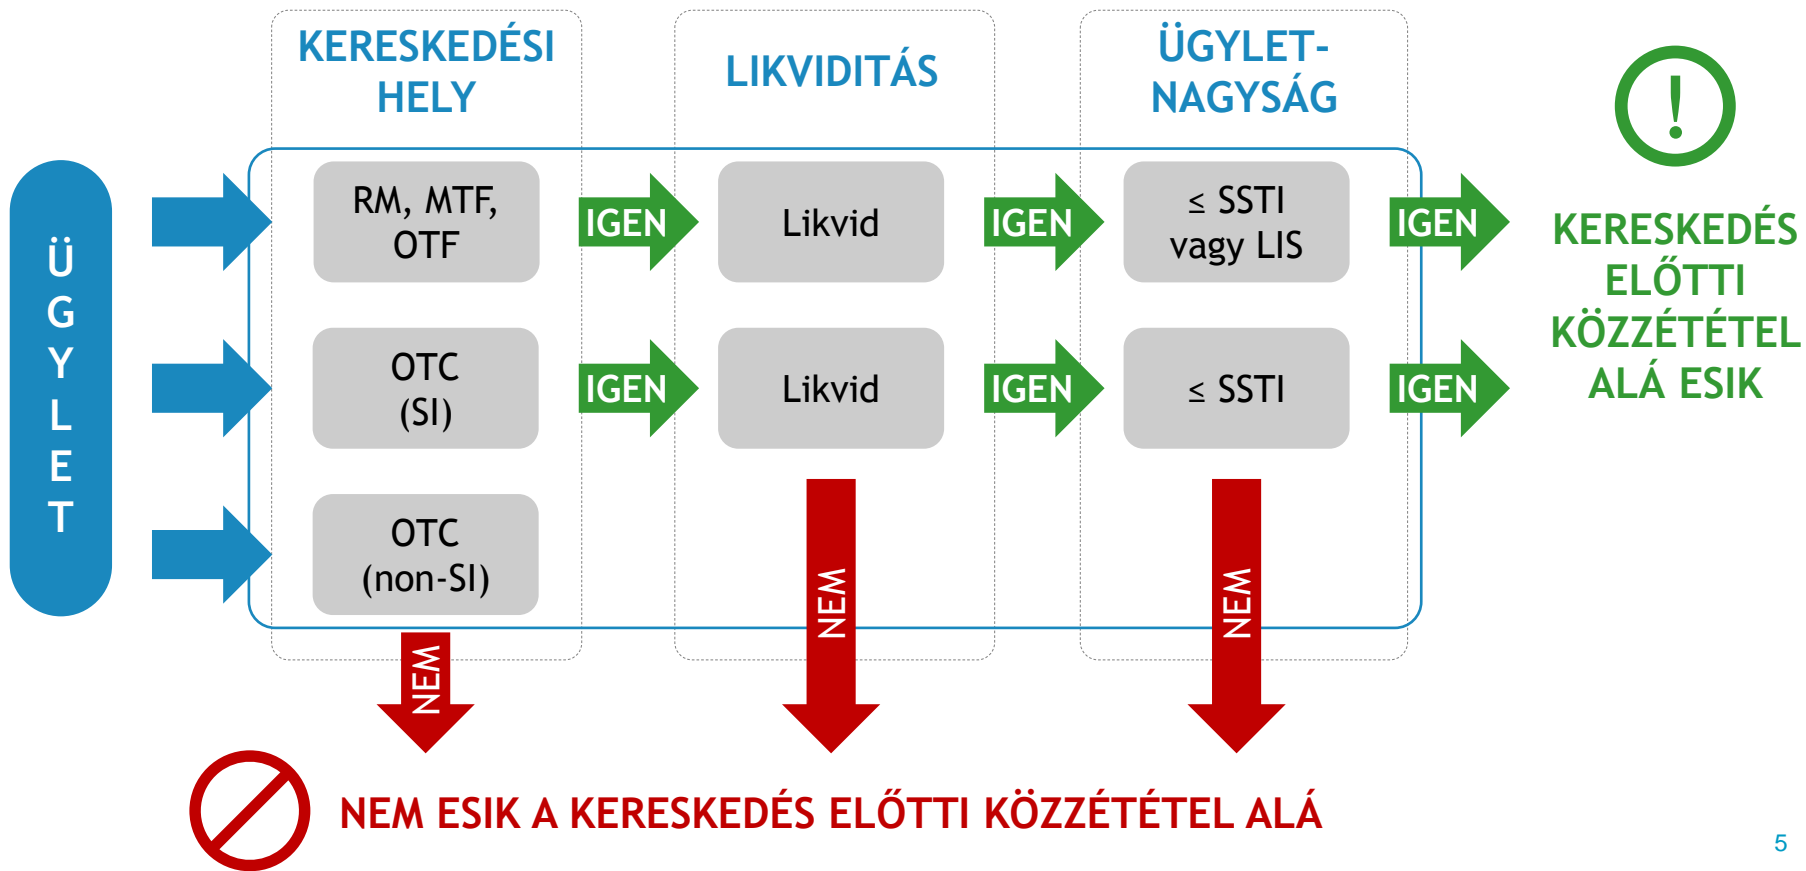 KERESKEDÉSI
HELY
LIKVIDITÁS
ÜGYLET-
NAGYSÁG
!
Ü
G
Y
L
E
T
RM, MTF,
OTF
IGEN
Likvid
IGEN
≤ SSTI
vagy LIS
IGEN
OTC
(SI)
IGEN
Likvid
IGEN
≤ SSTI
IGEN
KERESKEDÉS
ELŐTTI
KÖZZÉTÉTEL
ALÁ ESIK
OTC
(non-SI)
NEM
NEM
NEM
NEM ESIK A KERESKEDÉS ELŐTTI KÖZZÉTÉTEL ALÁ
5